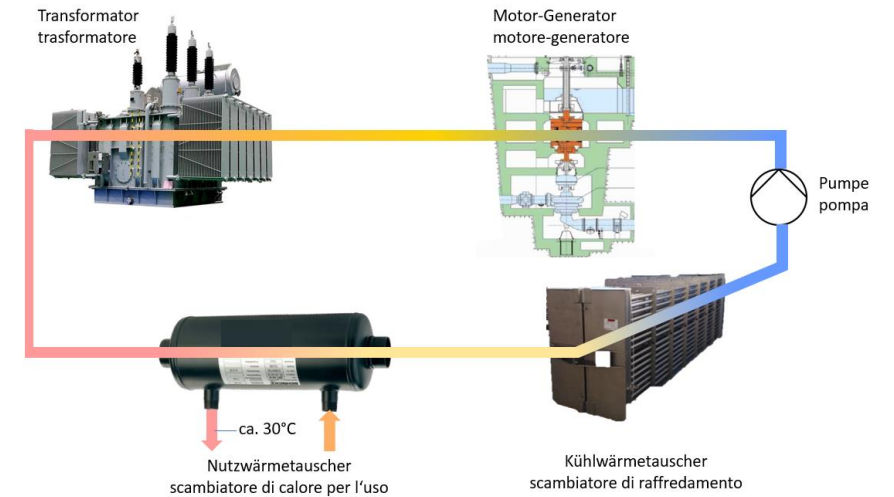 Transformator
trasformatore
Motor-Generator
motore-generatore
Pumpe
pompa
ca. 30°C
Nutzwärmetauscher
scambiatore di calore per l‘uso
Kühlwärmetauscher
scambiatore di raffredamento